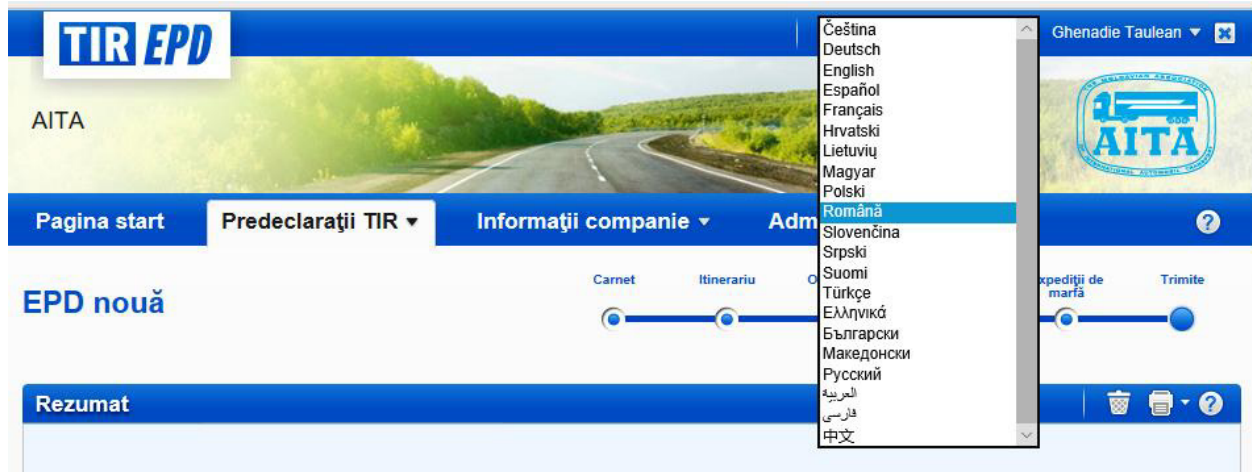 TIR EPD
Ghenadie Taulean
AITA
AITA
Čeština
Deutsch
English
Español
Français
Hrvatski
Lietuvių
Magyar
Polski
Română
Slovenčina
Srpski
Suomi
Türkçe
Ελληνικά
Български
Македонски
Русский
العربية
فارسی
中文
Pagina start
Predeclaraţii TIR
Informaţii companie
Adm
EPD nouă
Carnet
Itinerariu
O
xpediţii de
marfă
Trimite
Rezumat